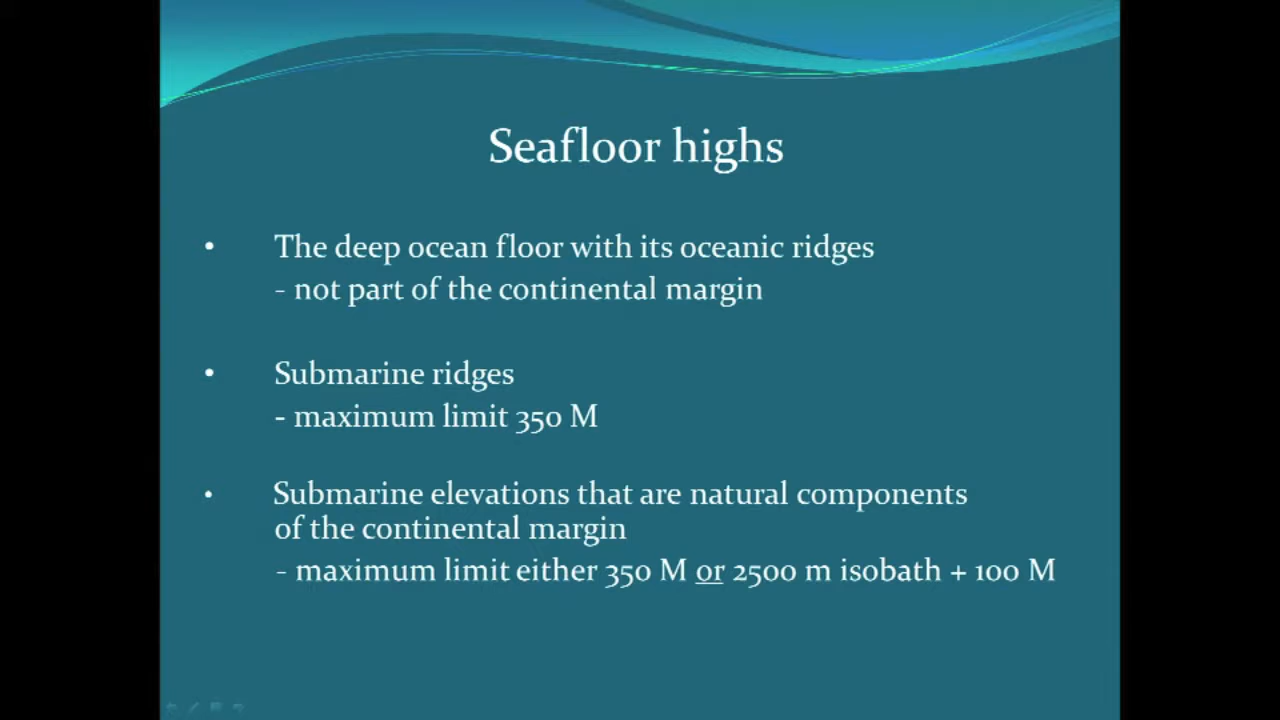 Seafloor highs
• The deep ocean floor with its oceanic ridges
- not part of the continental margin
• Submarine ridges
- maximum limit 350 M
• Submarine elevations that are natural components
of the continental margin
- maximum limit either 350 M or 2500 m isobath + 100 M